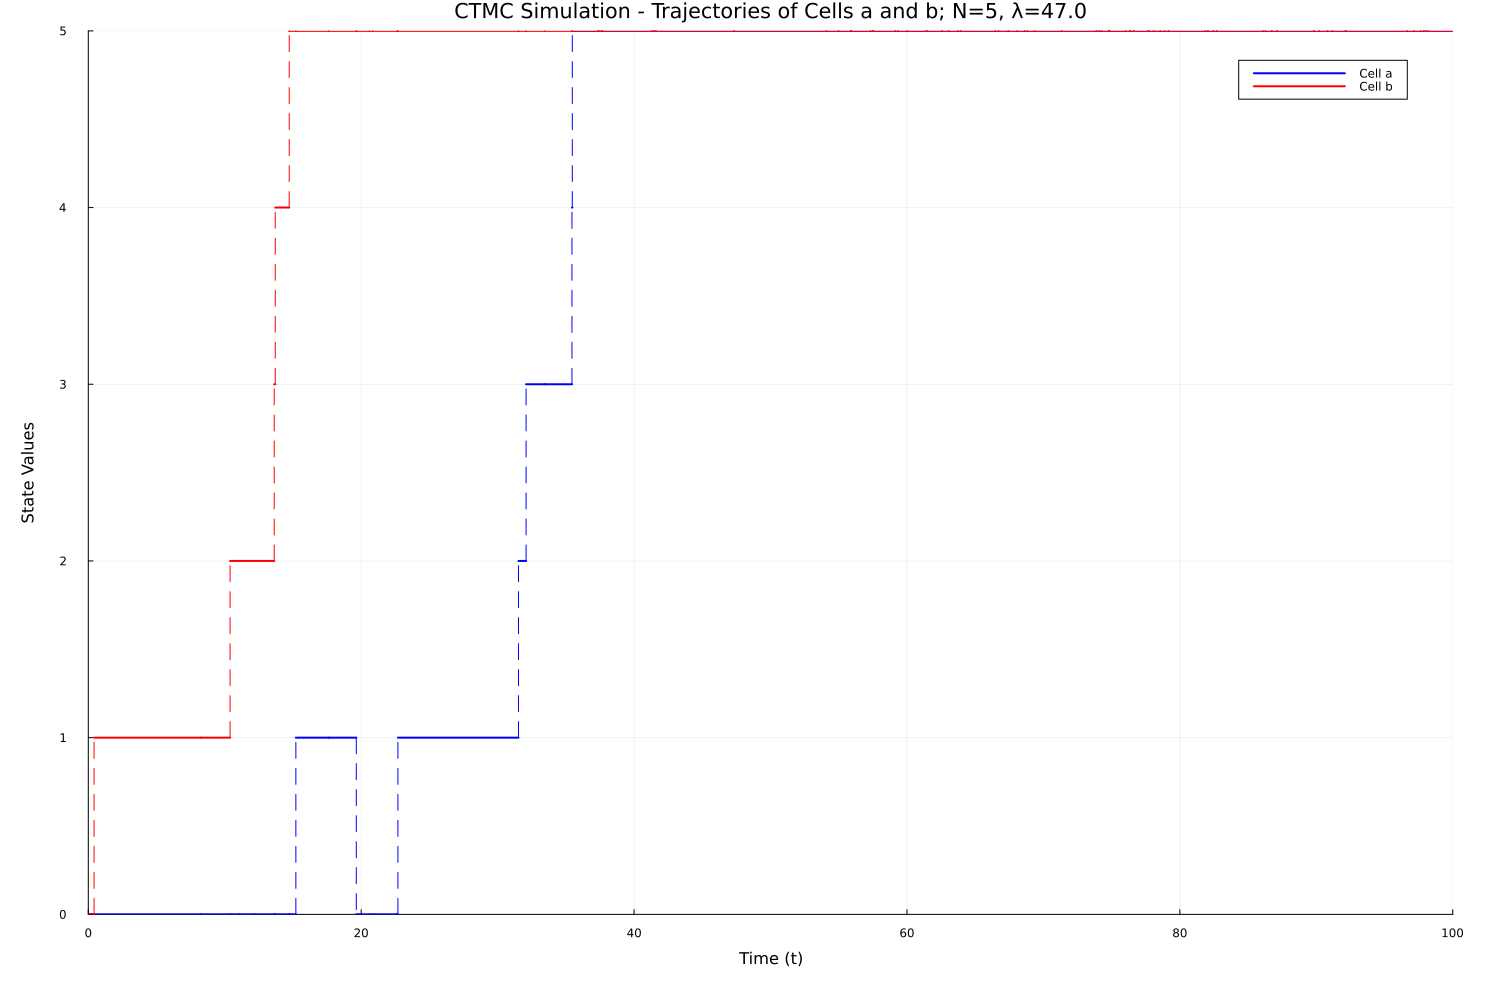 CTMC Simulation - Trajectories of Cells a and b; N=5, λ=47.0
Cell a
Cell b
State Values
5
4
3
2
1
0
0 20 40 60 80 100
Time (t)